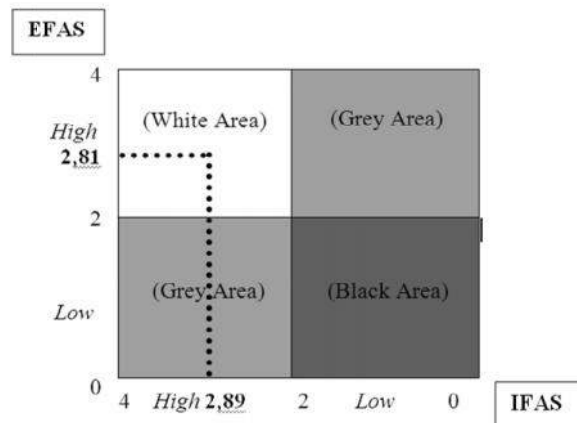 EFAS
4
(White Area) (Grey Area)
High
2,81
2
(Grey Area) (Black Area)
Low
0
4 High 2,89 2 Low 0 IFAS